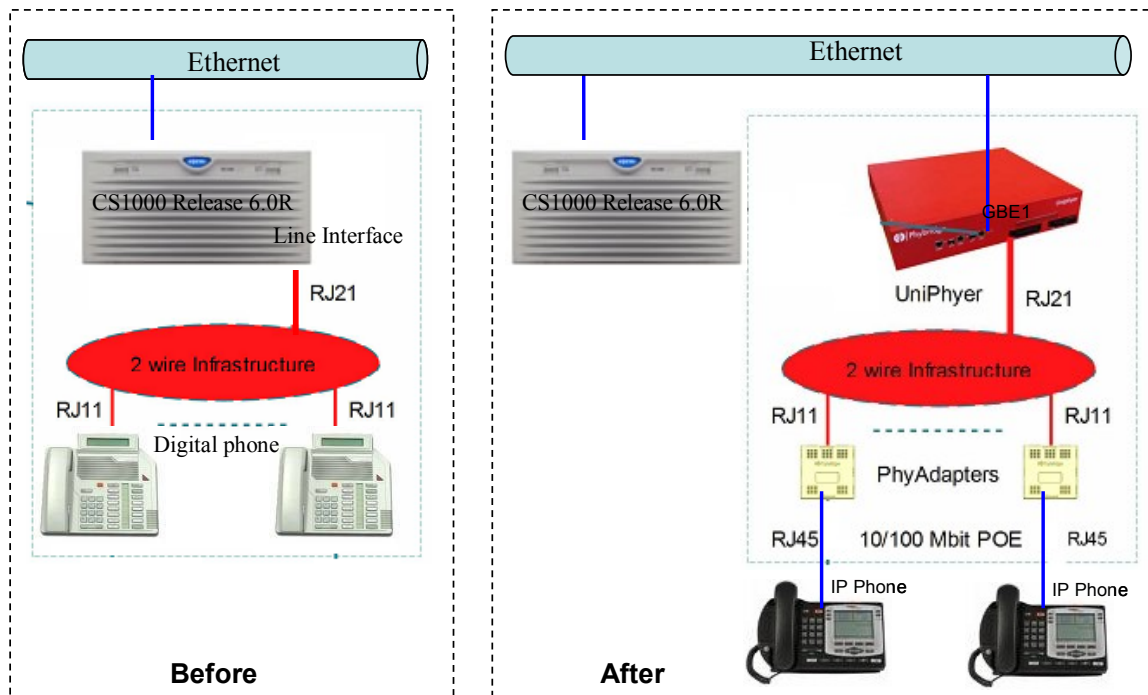 Ethernet
CS1000 Release 6.0R
Line Interface
RJ21
2 wire Infrastructure
RJ11
RJ11
Digital phone
Before
Ethernet
CS1000 Release 6.0R
GBE1
UniPhyer
RJ21
2 wire Infrastructure
RJ11
RJ11
PhyAdapters
RJ45
10/100 Mbit POE
RJ45
IP Phone
IP Phone
After